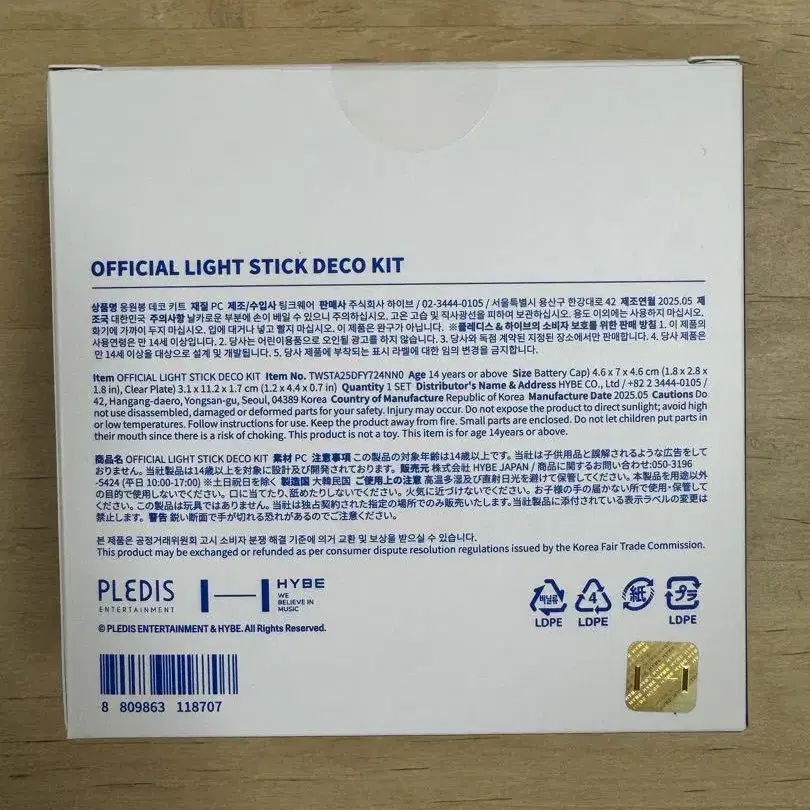 OFFICIAL LIGHT STICK DECO KIT
상품명 응원봉 데코 키트 재질 PC 제조/수입사 팅크웨어 판매사 주식회사 하이브 / 02-3444-0105 / 서울특별시 용산구 한강대로 42 제조연월 2025.05 제
조국 대한민국 주의사항 날카로운 부분에 손이 베일 수 있으니 주의하십시오. 고온 고습 및 직사광선을 피하여 보관하십시오. 용도 이외에는 사용하지 마십시오.
화기에 가까이 두지 마십시오. 입에 대거나 넣고 빨지 마십시오. 이 제품은 완구가 아닙니다. ※플레디스 & 하이브의 소비자 보호를 위한 판매 방침 1. 이 제품의
사용연령은 만 14세 이상입니다. 2. 당사는 어린이용품으로 오인될 광고를 하지 않습니다. 3. 당사와 독점 계약된 지정된 장소에서만 판매합니다. 4. 당사 제품은
만 14세 이상을 대상으로 설계 및 개발됩니다. 5. 당사 제품에 부착되는 표시 라벨에 대한 임의 변경을 금지합니다.
Item OFFICIAL LIGHT STICK DECO KIT Item No. TWSTA25DFY724NN0 Age 14 years or above Size Battery Cap) 4.6 x 7 x 4.6 cm (1.8 x 2.8 x
1.8 in), Clear Plate) 3.1 x 11.2 x 1.7 cm (1.2 x 4.4 x 0.7 in) Quantity 1 SET Distributor's Name & Address HYBE CO., Ltd / +82 2 3444-0105 /
42, Hangang-daero, Yongsan-gu, Seoul, 04389 Korea Country of Manufacture Republic of Korea Manufacture Date 2025.05 Cautions Do
not use disassembled, damaged or deformed parts for your safety. Injury may occur. Do not expose the product to direct sunlight; avoid high
or low temperatures. Follow instructions for use. Keep the product away from fire. Small parts are enclosed. Do not put parts in
their mouth since there is a risk of choking. This product is not a toy. This item is for age 14years or above.
商品名 OFFICIAL LIGHT STICK DECO KIT 素材 PC 注意事項 この製品の対象年齢は14歳以上です。当社は子供用品と誤解されるような広告をして
おりません。当社製品は14歳以上を対象に設計及び開発されております。販売元 株式会社 HYBE JAPAN / 商品に関するお問い合わせ:050-3196
-5424 (平日 10:00-17:00) ※土日祝日を除く 製造国 大韓民国 ご使用上の注意 高温多湿及び直射日光を避けて保管してください。本製品を用途以外
の目的で使用しないでください。口に当てたり、舐めたりしないでください。火気に近づけないでください。お子様の手の届かない所で使用・保管して
ください。この製品は玩具ではありません。当社は独占契約された指定の場所でのみ販売いたします。当社製品に添付されている表示ラベルの変更は
禁止します。警告 鋭い断面で手が切れる恐れがあるのでご注意ください。
본 제품은 공정거래위원회 고시 소비자 분쟁 해결 기준에 의거 교환 및 보상을 받으실 수 있습니다.
This product may be exchanged or refunded as per consumer dispute resolution regulations issued by the Korea Fair Trade Commission.
PLEDIS
ENTERTAINMENT
HYBE
WE
BELIEVE IN
MUSIC
비닐류 4 紙 プラ
LDPE LDPE LDPE
© PLEDIS ENTERTAINMENT & HYBE. All Rights Reserved.
8 809863 118707